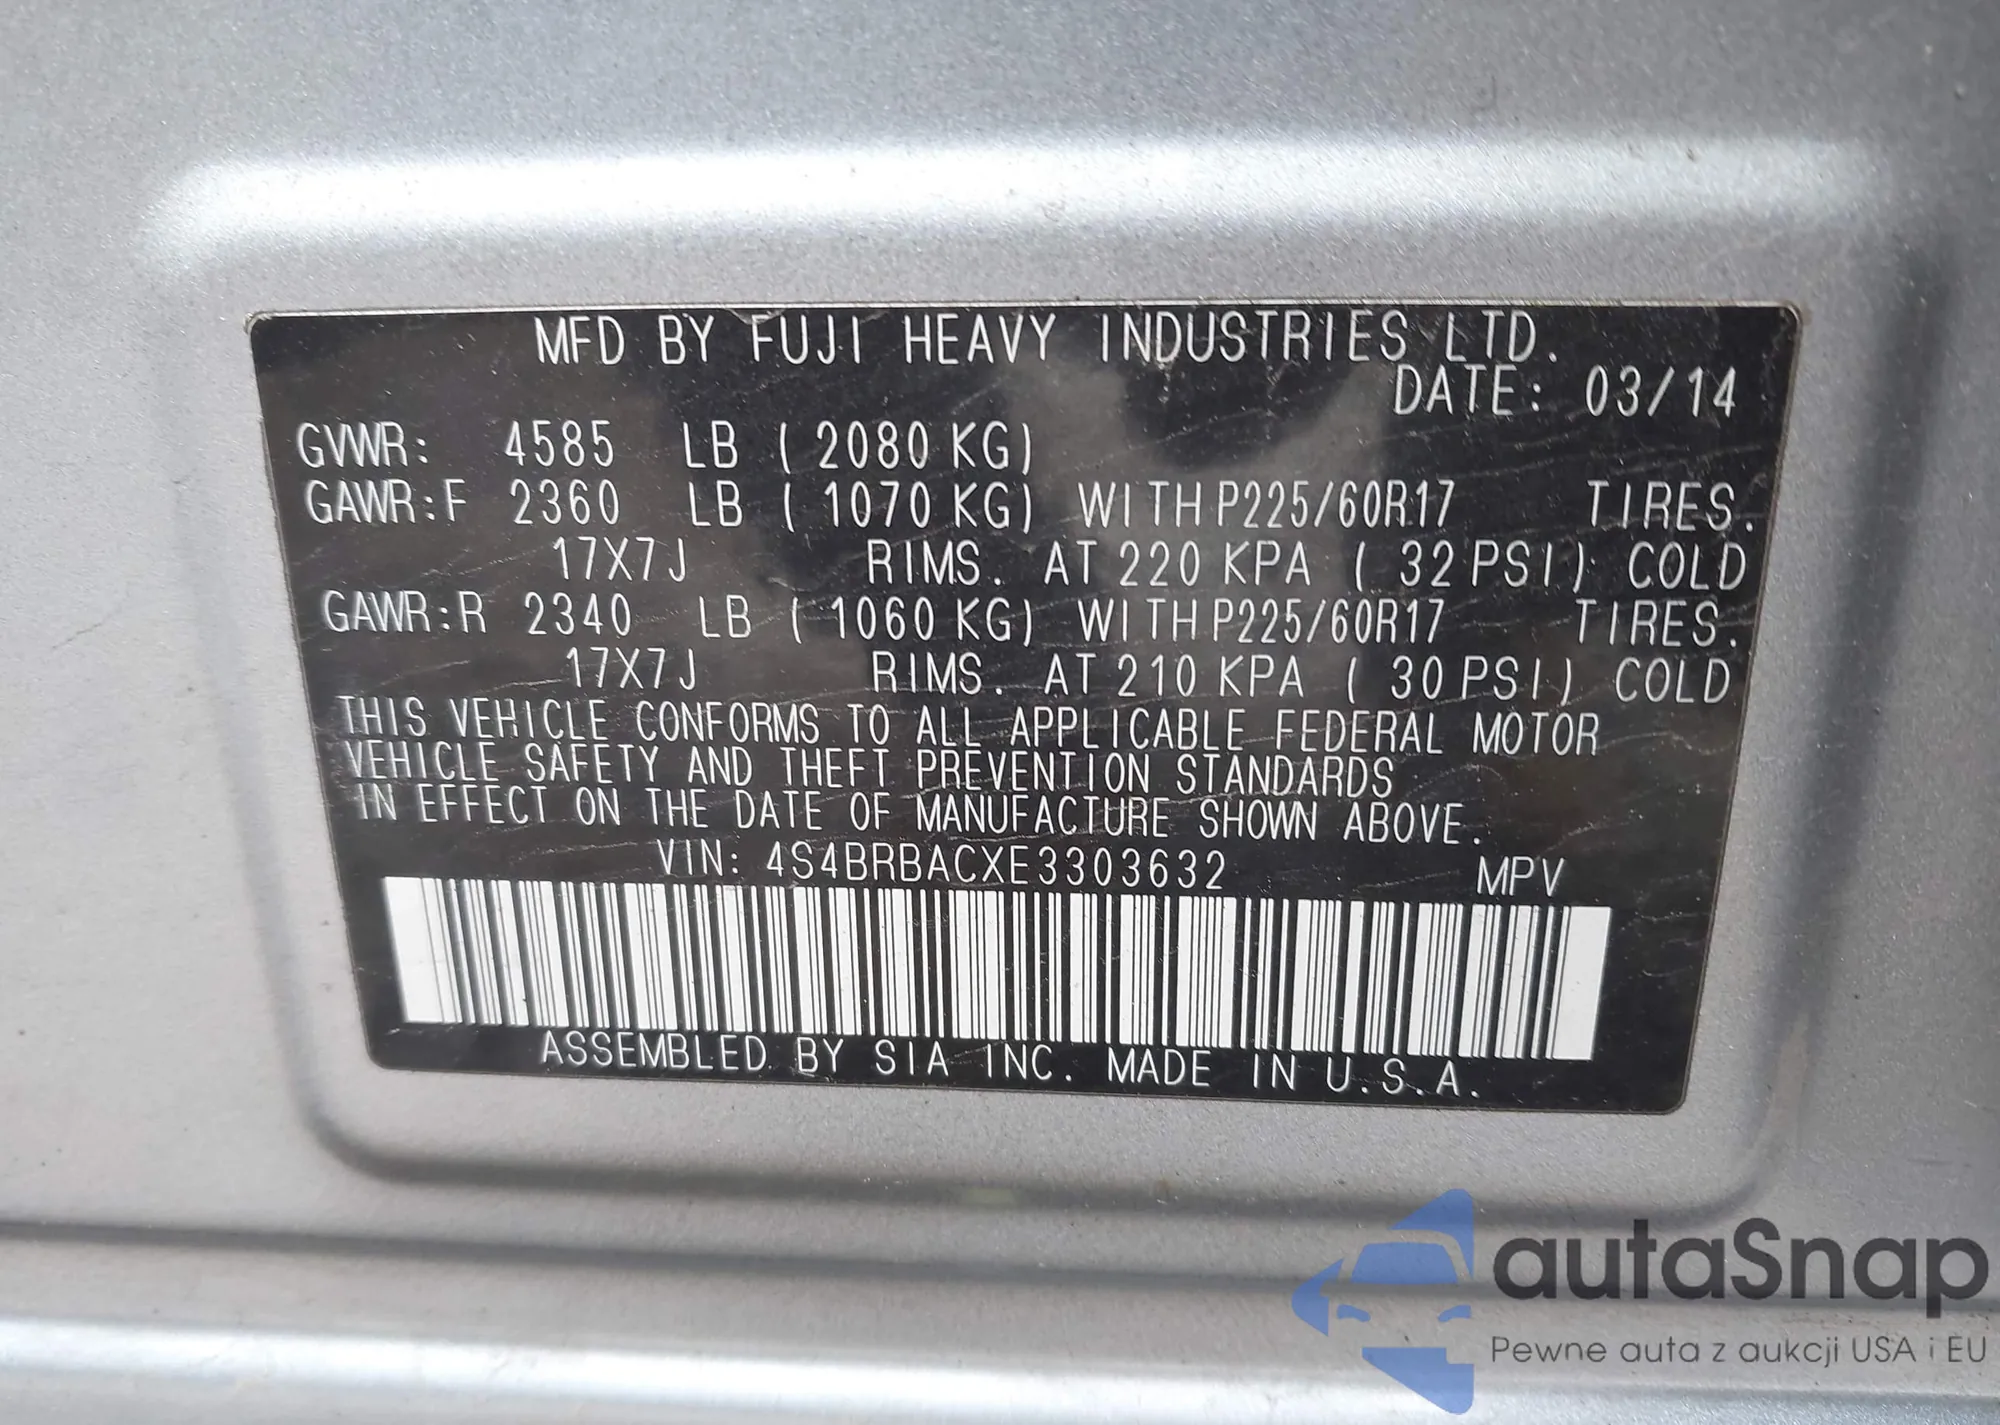 MFD BY FUJI HEAVY INDUSTRIES LTD.
DATE: 03/14
GVWR: 4585 LB ( 2080 KG)
GAWR:F 2360 LB ( 1070 KG) WITH P225/60R17 TIRES.
17X7J RIMS. AT 220 KPA ( 32 PSI) COLD
GAWR:R 2340 LB ( 1060 KG) WITH P225/60R17 TIRES.
17X7J RIMS. AT 210 KPA ( 30 PSI) COLD
THIS VEHICLE CONFORMS TO ALL APPLICABLE FEDERAL MOTOR
VEHICLE SAFETY AND THEFT PREVENTION STANDARDS
IN EFFECT ON THE DATE OF MANUFACTURE SHOWN ABOVE.
VIN: 4S4BRBACXE3303632 MPV
ASSEMBLED BY SIA INC. MADE IN U.S.A.
autaSnap
Pewne auta z aukcji USA i EU